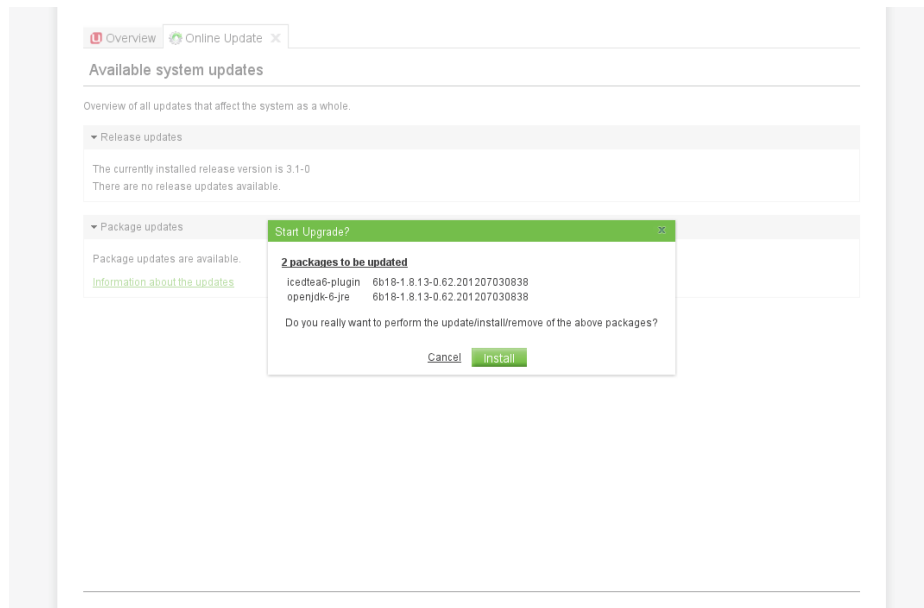 Overview Online Update
Available system updates
Overview of all updates that affect the system as a whole.
Release updates
The currently installed release version is 3.1-0
There are no release updates available.
Package updates
Package updates are available.
Information about the updates
Start Upgrade?
2 packages to be updated
icedtea6-plugin 6b18-1.8.13-0.62.201207030838
openjdk-6-jre 6b18-1.8.13-0.62.201207030838
Do you really want to perform the update/install/remove of the above packages?
Cancel Install